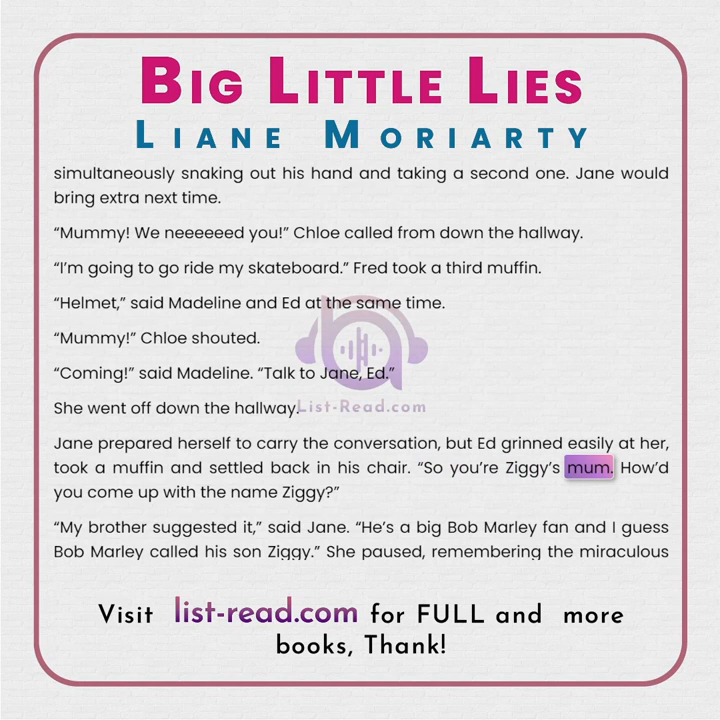 Big Little Lies
Liane Moriarty
simultaneously snaking out his hand and taking a second one. Jane would
bring extra next time.
“Mummy! We neeeeeed you!” Chloe called from down the hallway.
“I’m going to go ride my skateboard.” Fred took a third muffin.
“Helmet,” said Madeline and Ed at the same time.
“Mummy!” Chloe shouted.
“Coming!” said Madeline. “Talk to Jane, Ed.”
She went off down the hallway.
List-Read.com
Jane prepared herself to carry the conversation, but Ed grinned easily at her,
took a muffin and settled back in his chair. “So you’re Ziggy’s mum. How’d
you come up with the name Ziggy?”
“My brother suggested it,” said Jane. “He’s a big Bob Marley fan and I guess
Bob Marley called his son Ziggy.” She paused, remembering the miraculous
Visit list-read.com for FULL and more
books, Thank!